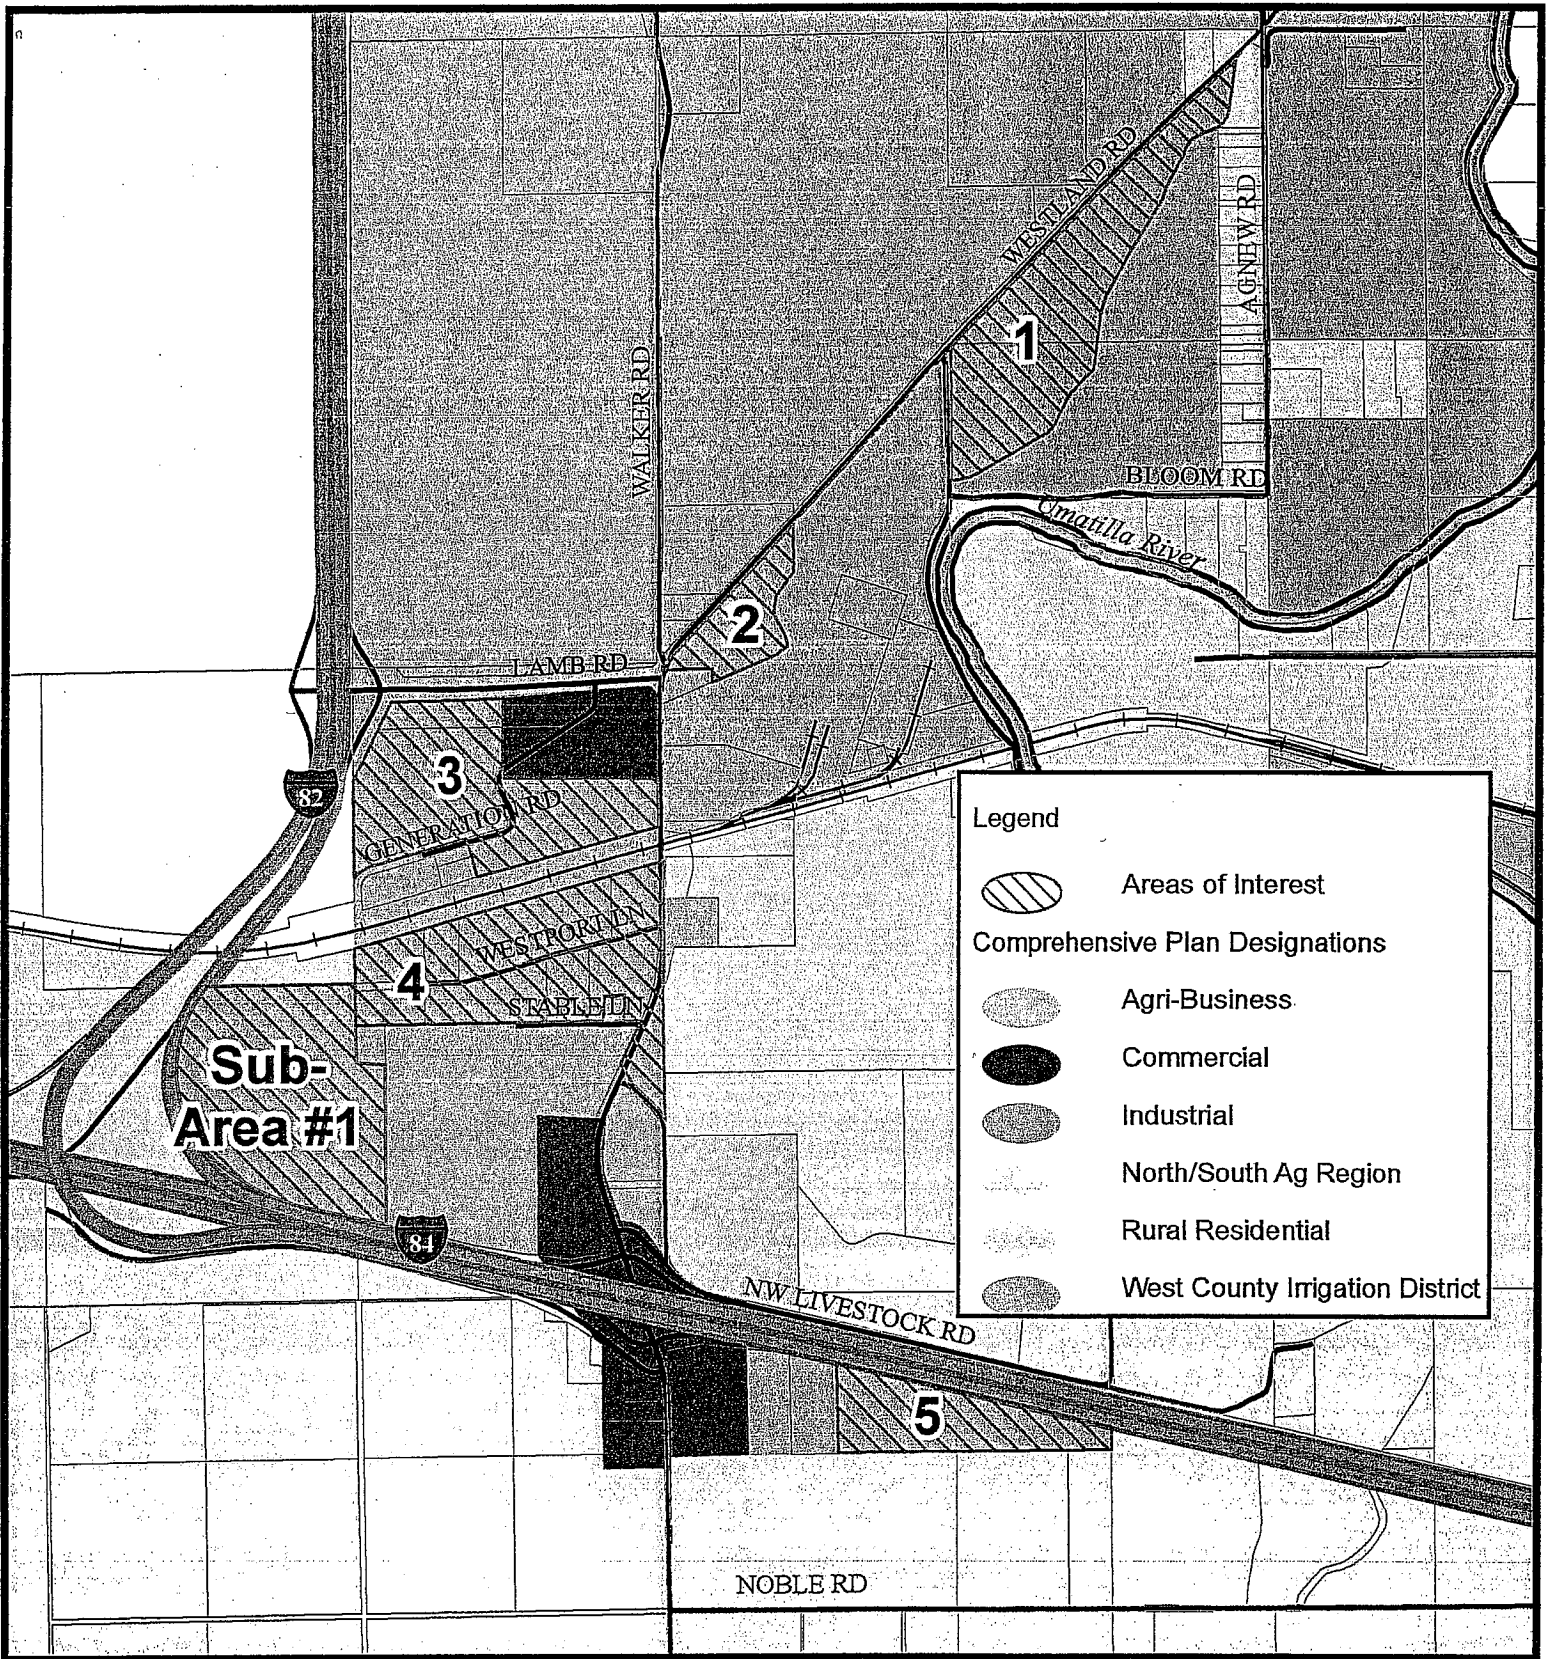 WESTLAND RD
AGNEW RD
1
WALKER RD
BLOOM RD
Umatilla River
2
LAMB RD
3
82
GENERATION RD
WESTPORT LN
4
STABLE LN
Sub-
Area #1
84
NW LIVESTOCK RD
5
NOBLE RD
Legend
Areas of Interest
Comprehensive Plan Designations
Agri-Business
Commercial
Industrial
North/South Ag Region
Rural Residential
West County Irrigation District